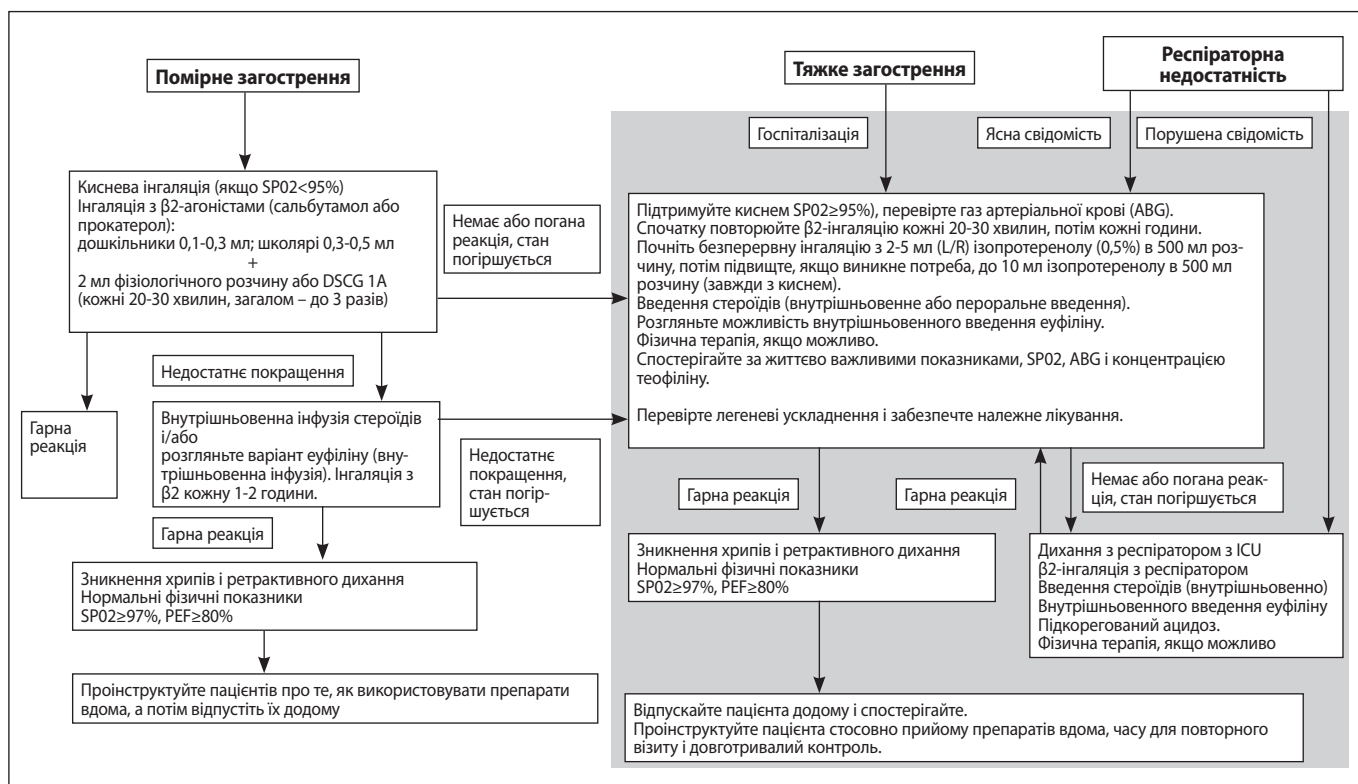 Помірне загострення
Тяжке загострення
Респіраторна
недостатність
Госпіталізація
Ясна свідомість
Порушена свідомість
Киснева інгаляція (якщо SP02<95%)
Інгаляція з β2-агоністами (сальбутамол або
прокатерол):
дошкільники 0,1-0,3 мл; школярі 0,3-0,5 мл
+
2 мл фізіологічного розчину або DSCG 1A
(кожні 20-30 хвилин, загалом – до 3 разів)
Немає або погана
реакція, стан
погіршується
Підтримуйте киснем SP02≥95%), перевірте газ артеріальної крові (ABG).
Спочатку повторюйте β2-інгаляцію кожні 20-30 хвилин, потім кожні години.
Почніть безперервну інгаляцію з 2-5 мл (L/R) ізопротеренолу (0,5%) в 500 мл роз-
чину, потім підвищте, якщо виникне потреба, до 10 мл ізопротеренолу в 500 мл
розчину (завжди з киснем).
Введення стероїдів (внутрішньовенне або пероральне введення).
Розгляньте можливість внутрішньовенного введення еуфіліну.
Фізична терапія, якщо можливо.
Спостерігайте за життєво важливими показниками, SP02, ABG і концентрацією
теофіліну.
Перевірте легеневі ускладнення і забезпечте належне лікування.
Недостатнє покращення
Гарна
реакція
Внутрішньовенна інфузія стероїдів
і/або
розгляньте варіант еуфіліну (вну-
трішньовенна інфузія). Інгаляція з
β2 кожну 1-2 години.
Недостатнє
покращення,
стан погір-
шується
Гарна реакція
Гарна реакція
Гарна реакція
Немає або погана реак-
ція, стан погіршується
Зникнення хрипів і ретрактивного дихання
Нормальні фізичні показники
SP02≥97%, PEF≥80%
Зникнення хрипів і ретрактивного дихання
Нормальні фізичні показники
SP02≥97%, PEF≥80%
Дихання з респіратором з ICU
β2-інгаляція з респіратором
Введення стероїдів (внутрішньовенно)
Внутрішньовенного введення еуфіліну
Підкорегований ацидоз.
Фізична терапія, якщо можливо
Проінструктуйте пацієнтів про те, як використовувати препарати
вдома, а потім відпустіть їх додому
Відпускайте пацієнта додому і спостерігайте.
Проінструктуйте пацієнта стосовно прийому препаратів вдома, часу для повторного
візиту і довготривалий контроль.